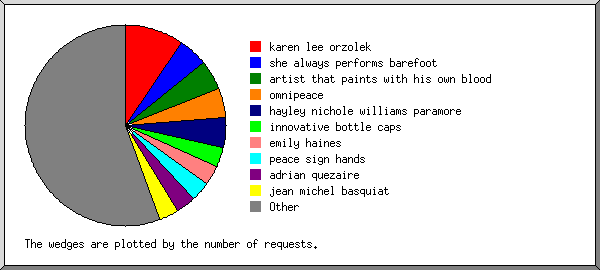 karen lee orzolek
she always performs barefoot
artist that paints with his own blood
omnipeace
hayley nichole williams paramore
innovative bottle caps
emily haines
peace sign hands
adrian quezaire
jean michel basquiat
Other
The wedges are plotted by the number of requests.